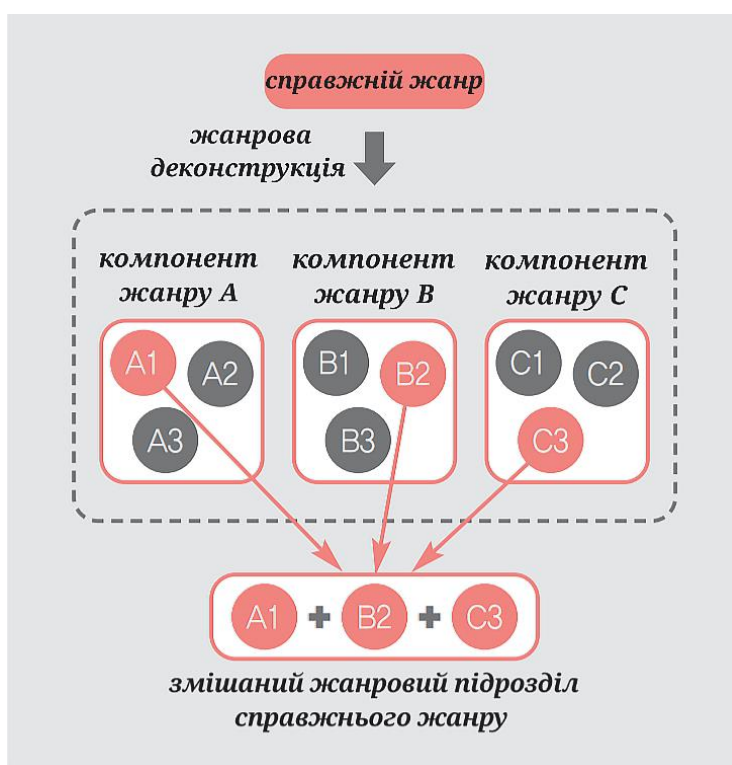 справжній жанр
жанрова
деконструкція
компонент
жанру A
компонент
жанру B
компонент
жанру C
A1
A2
A3
B1
B2
B3
C1
C2
C3
A1 + B2 + C3
змішаний жанровий підрозділ
справжнього жанру